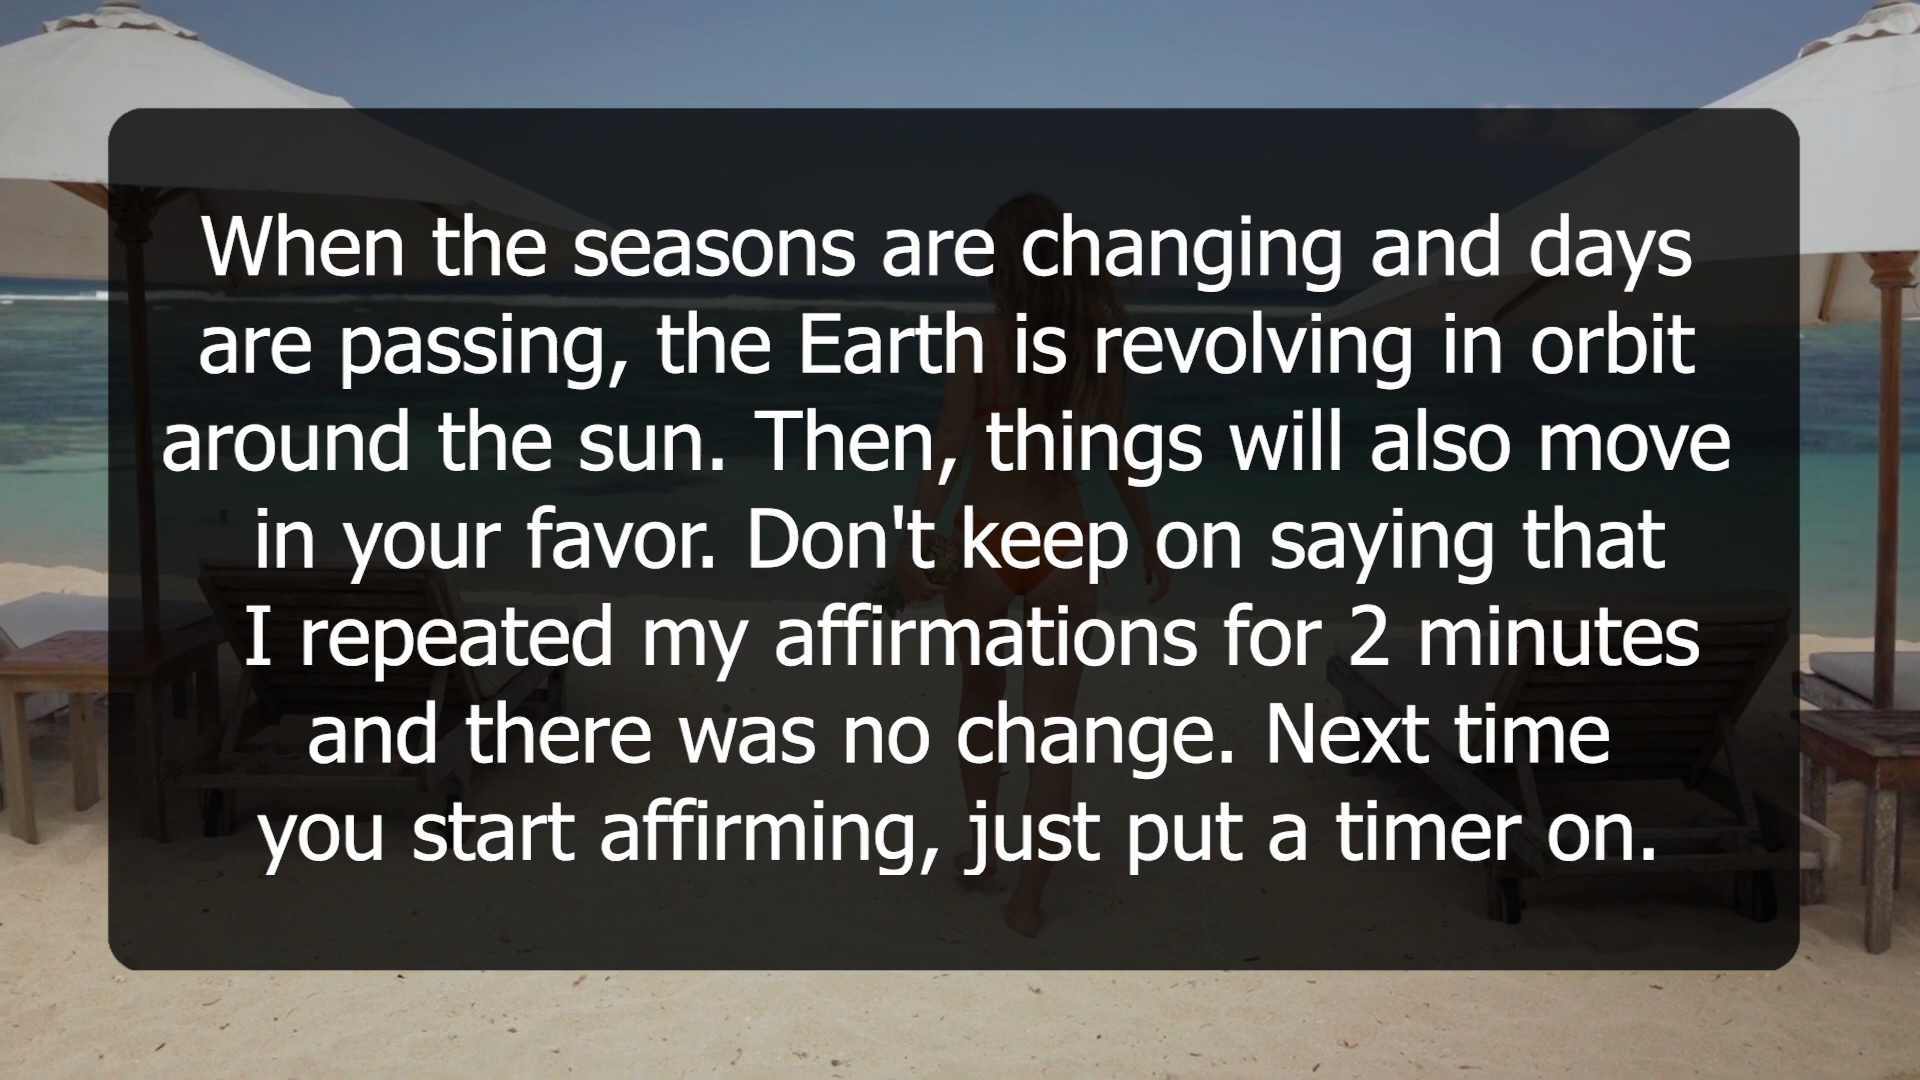 When the seasons are changing and days
are passing, the Earth is revolving in orbit
around the sun. Then, things will also move
in your favor. Don't keep on saying that
I repeated my affirmations for 2 minutes
and there was no change. Next time
you start affirming, just put a timer on.